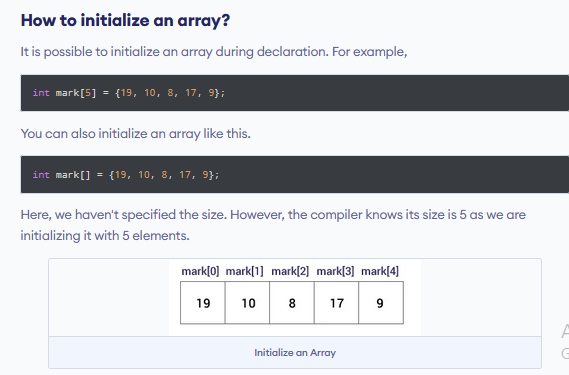 How to initialize an array?
It is possible to initialize an array during declaration. For example,
int mark[5] = {19, 10, 8, 17, 9};
You can also initialize an array like this.
int mark[] = {19, 10, 8, 17, 9};
Here, we haven't specified the size. However, the compiler knows its size is 5 as we are
initializing it with 5 elements.
mark[0] mark[1] mark[2] mark[3] mark[4]
19 10 8 17 9
Initialize an Array